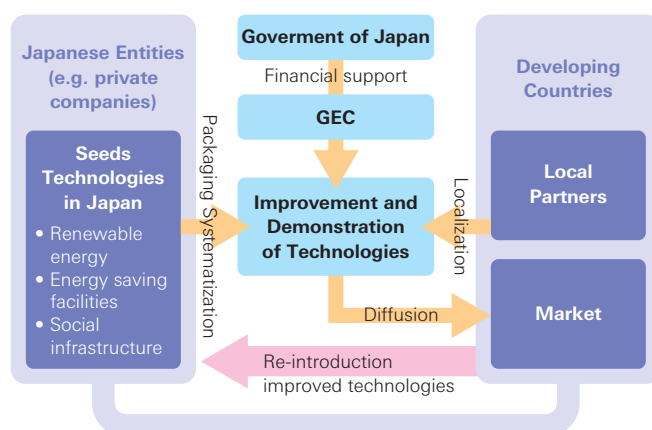 Japanese Entities
(e.g. private
companies)
Seeds
Technologies
in Japan
• Renewable
energy
• Energy saving
facilities
• Social
infrastructure
Packaging Systematization
Goverment of Japan
Financial support
GEC
Improvement and
Demonstration
of Technologies
Localization
Diffusion
Re-introduction
improved technologies
Developing
Countries
Local
Partners
Market